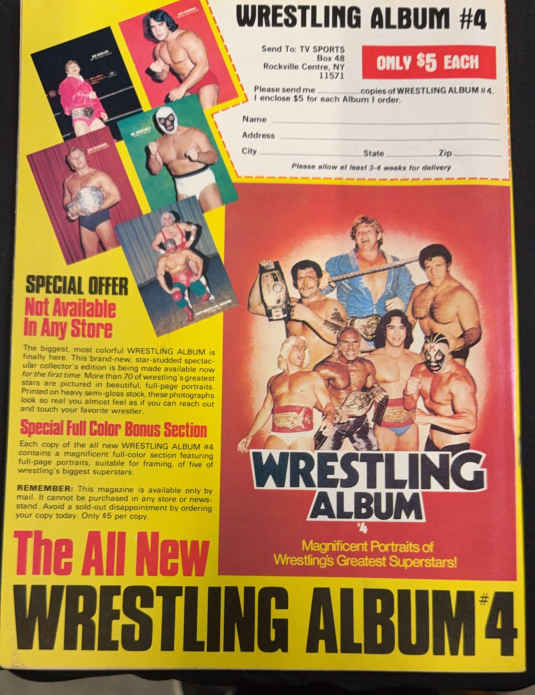 WRESTLING ALBUM #4
Send To: TV SPORTS
Box 48
Rockville Centre, NY
11571
ONLY $5 EACH
Please send me copies of WRESTLING ALBUM #4.
I enclose $5 for each Album I order.
Name
Address
City State Zip
Please allow at least 3-4 weeks for delivery
SPECIAL OFFER
Not Available
In Any Store
The biggest, most colorful WRESTLING ALBUM is
finally here. This brand-new, star-studded spectac-
ular collector's edition is being made available now
for the first time. More than 70 of wrestling's greatest
stars are pictured in beautiful, full-page portraits.
Printed on heavy semi-gloss stock, these photographs
look so real you almost feel as if you can reach out
and touch your favorite wrestler.
Special Full Color Bonus Section
Each copy of the all new WRESTLING ALBUM #4
contains a magnificent full-color section featuring
full-page portraits, suitable for framing, of five of
wrestling's biggest superstars.
REMEMBER: This magazine is available only by
mail. It cannot be purchased in any store or news-
stand. Avoid a sold-out disappointment by ordering
your copy today. Only $5 per copy.
WRESTLING
ALBUM
'4
Magnificent Portraits of
Wrestling's Greatest Superstars!
The All New
WRESTLING ALBUM #4